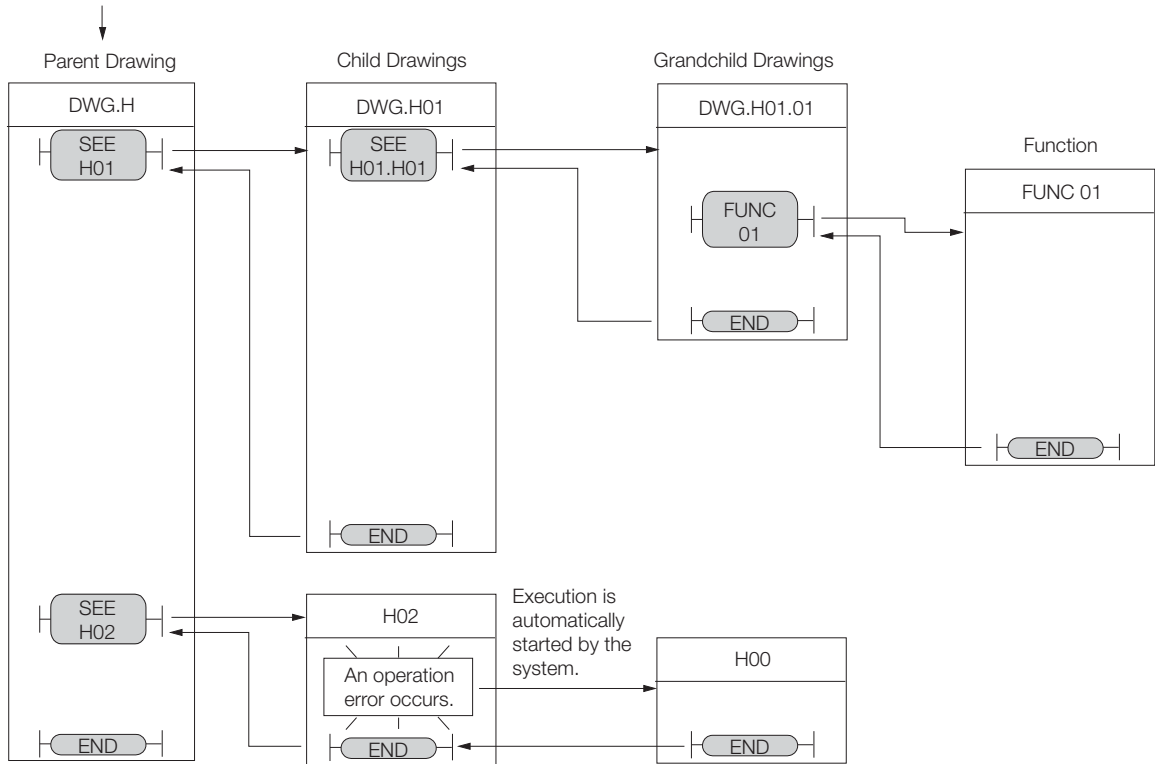 Parent Drawing
DWG.H
SEE
H01
SEE
H02
END
Child Drawings
DWG.H01
SEE
H01.H01
END
H02
An operation
error occurs.
END
Execution is
automatically
started by the
system.
Grandchild Drawings
DWG.H01.01
FUNC
01
END
H00
END
Function
FUNC 01
END